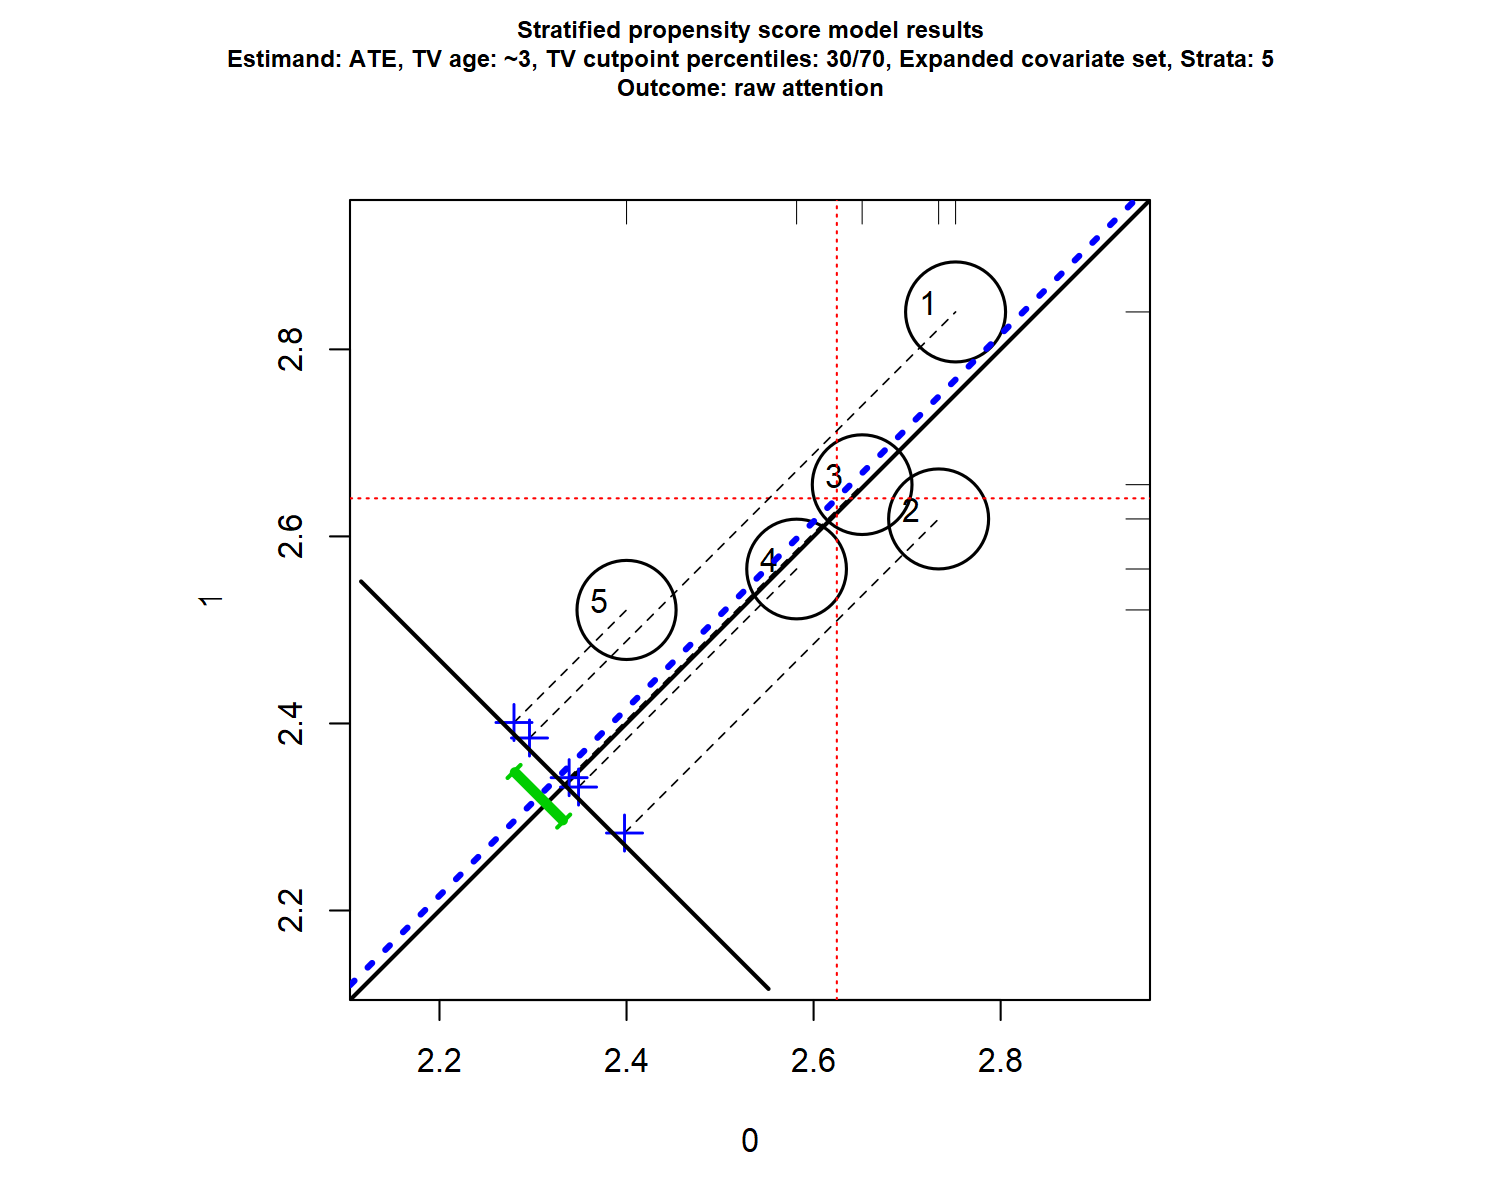 Stratified propensity score model results
Estimand: ATE, TV age: ~3, TV cutpoint percentiles: 30/70, Expanded covariate set, Strata: 5
Outcome: raw attention
1
2.8
3
2
2.6
4
5
1
2.4
2.2
2.2 2.4 2.6 2.8
0